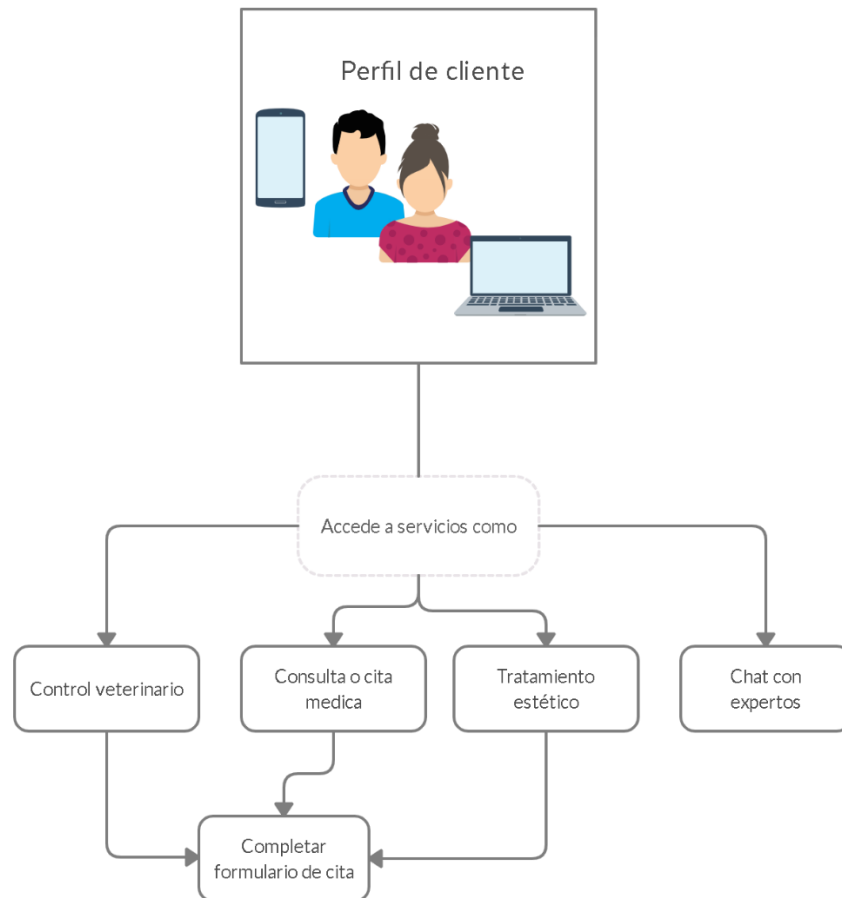 Perfil de cliente
Accede a servicios como
Control veterinario
Consulta o cita
medica
Tratamiento
estético
Chat con
expertos
Completar
formulario de cita